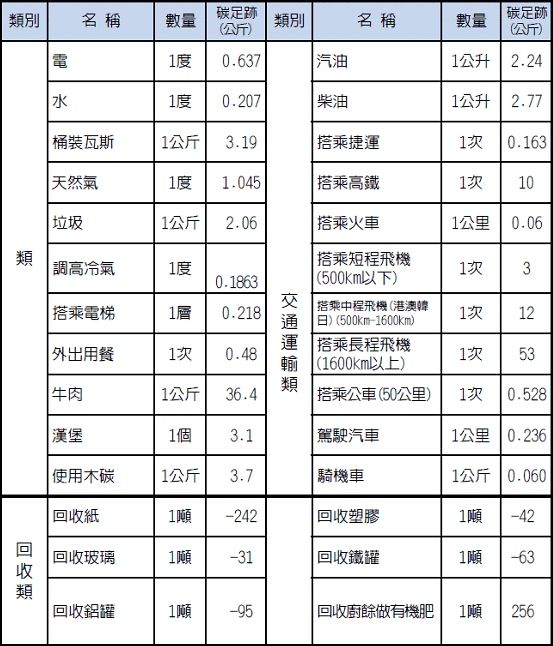 類別 名稱 數量 碳足跡(公斤) 類別 名稱 數量 碳足跡(公斤)
電 1度 0.637 汽油 1公升 2.24
水 1度 0.207 柴油 1公升 2.77
桶裝瓦斯 1公斤 3.19 搭乘捷運 1次 0.163
天然氣 1度 1.045 搭乘高鐵 1次 10
垃圾 1公斤 2.06 搭乘火車 1公里 0.06
類 調高冷氣 1度 0.1863 搭乘短程飛機(500km以下) 1次 3
交通運輸類
搭乘電梯 1層 0.218 搭乘中程飛機(港澳韓日)(500km-1600km) 1次 12
外出用餐 1次 0.48 搭乘長程飛機(1600km以上) 1次 53
牛肉 1公斤 36.4 搭乘公車(50公里) 1次 0.528
漢堡 1個 3.1 駕駛汽車 1公里 0.236
使用木碳 1公斤 3.7 騎機車 1公斤 0.060
回收類
回收紙 1噸 -242 回收塑膠 1噸 -42
回收玻璃 1噸 -31 回收鐵罐 1噸 -63
回收鋁罐 1噸 -95 回收廚餘做有機肥 1噸 256